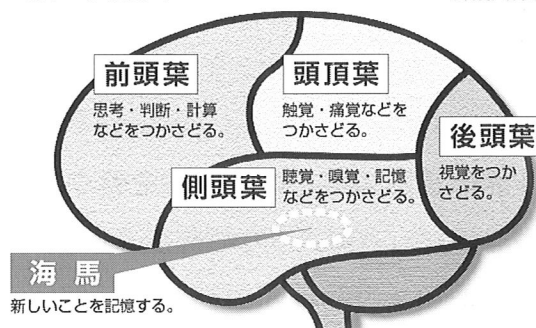 前頭葉
思考・判断・計算
などをつかさどる。
頭頂葉
触覚・痛覚などを
つかさどる。
後頭葉
視覚をつか
さどる。
側頭葉
聴覚・嗅覚・記憶
などをつかさどる。
海馬
新しいことを記憶する。